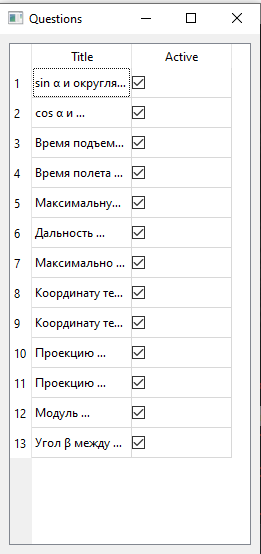 Questions
Title Active
1 sin α и округля...
2 cos α и ...
3 Время подъем...
4 Время полета ...
5 Максимальну...
6 Дальность ...
7 Максимально ...
8 Координату те...
9 Координату те...
10 Проекцию ...
11 Проекцию ...
12 Модуль ...
13 Угол β между ...